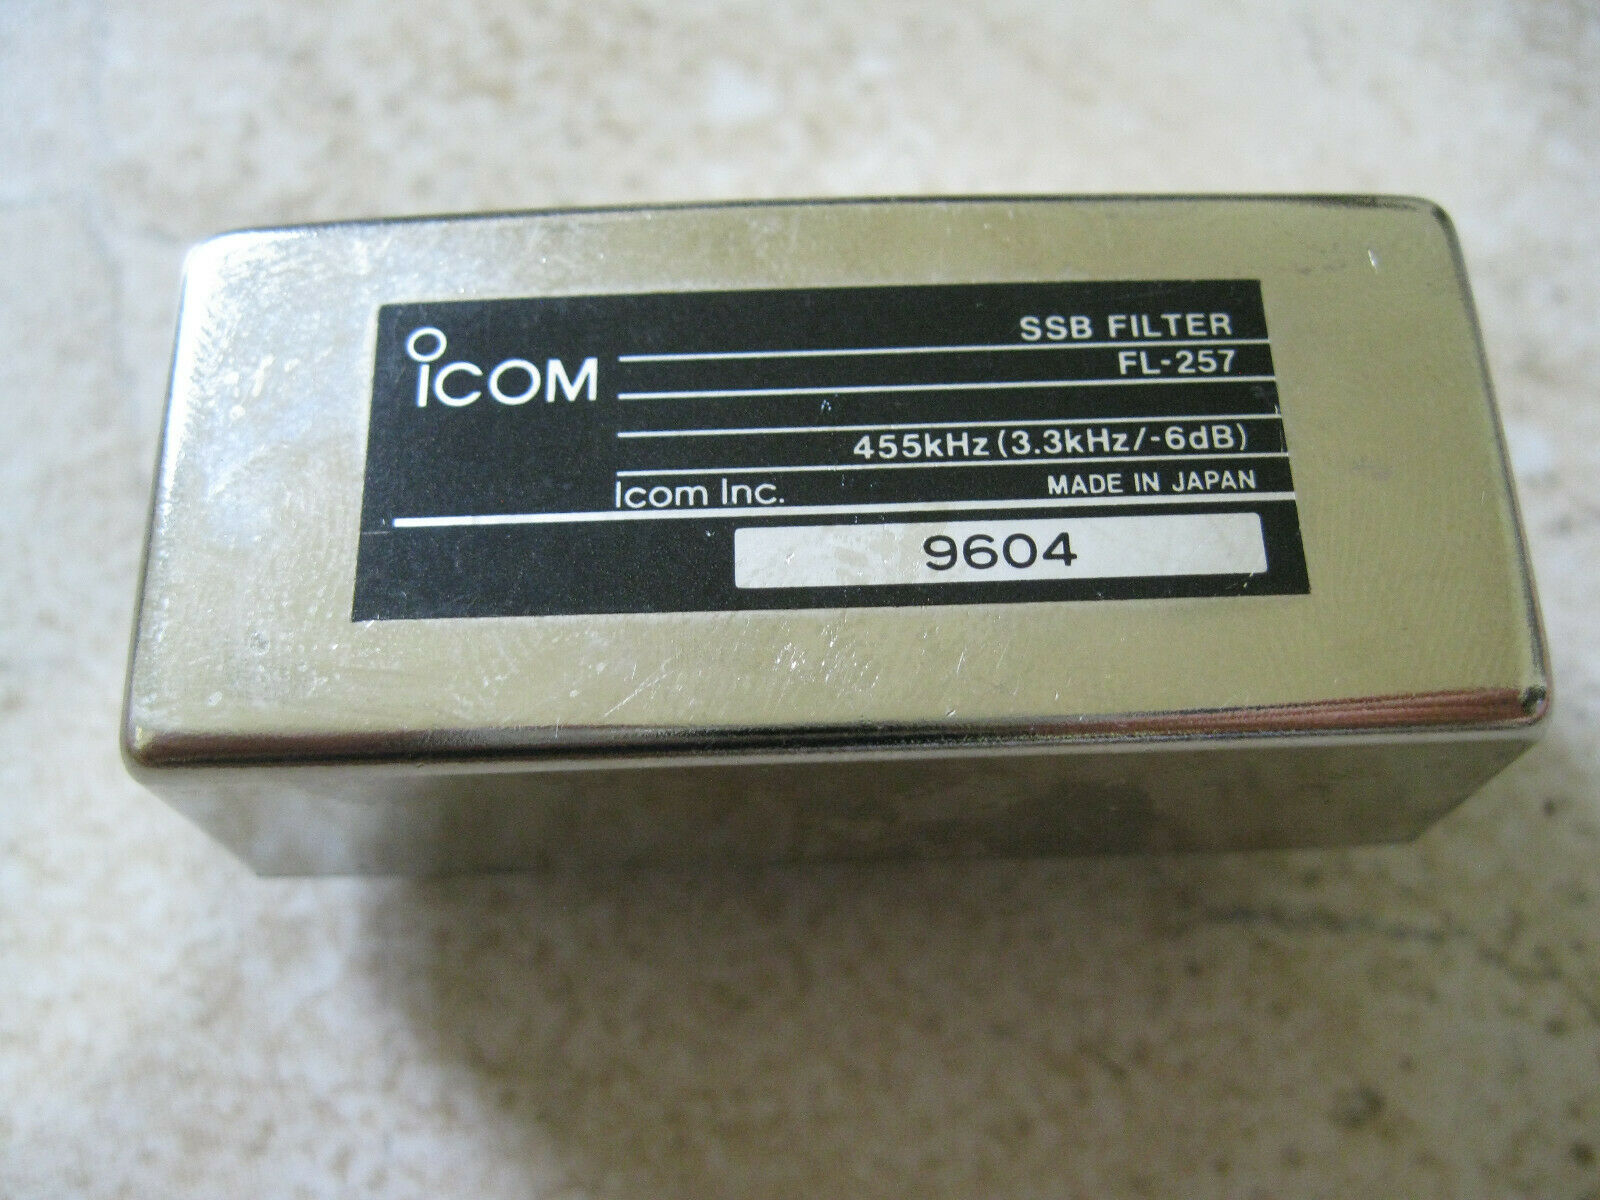 ICOM
SSB FILTER
FL-257
455kHz (3.3kHz/-6dB)
Icom Inc. MADE IN JAPAN
9604